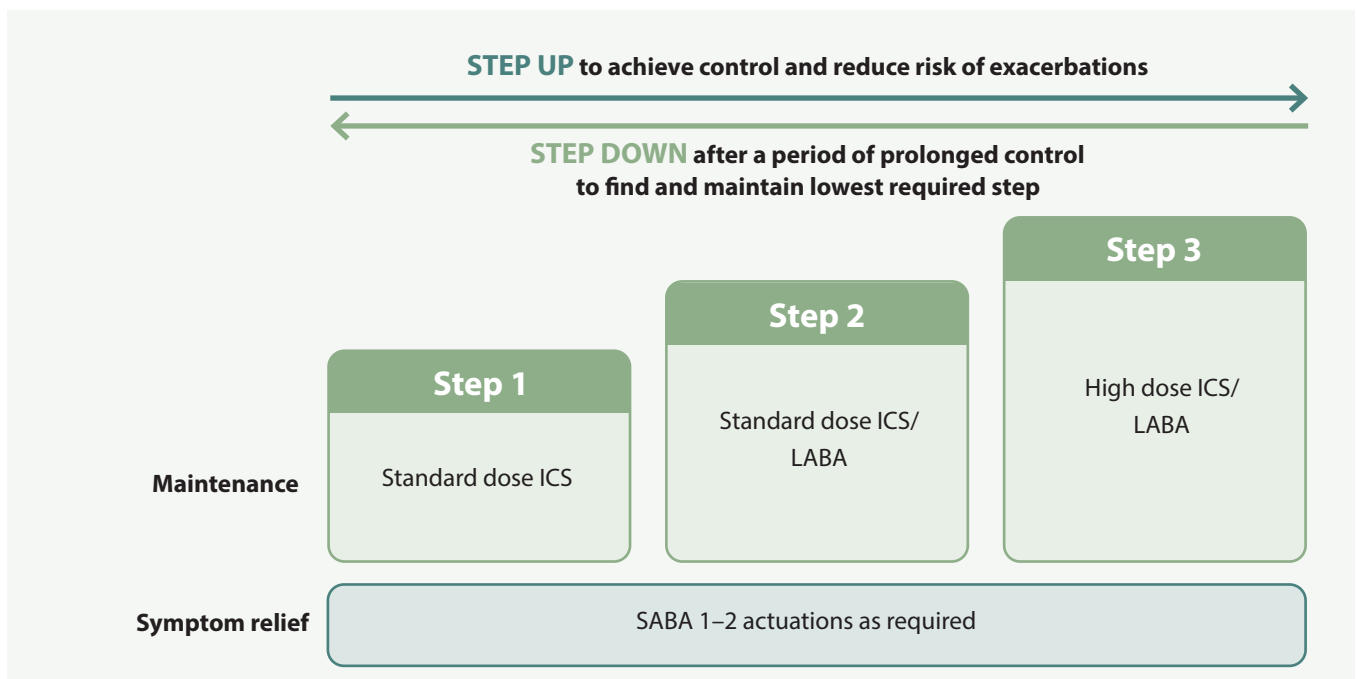 STEP UP to achieve control and reduce risk of exacerbations
STEP DOWN after a period of prolonged control
to find and maintain lowest required step
Step 1
Step 2
Step 3
Maintenance
Standard dose ICS
Standard dose ICS/
LABA
High dose ICS/
LABA
Symptom relief
SABA 1–2 actuations as required